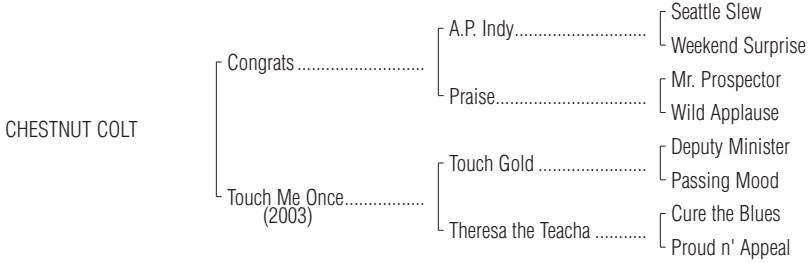 Seattle Slew
A.P. Indy..............................
Weekend Surprise
Congrats ...........................
Mr. Prospector
Praise.................................
Wild Applause
CHESTNUT COLT
Deputy Minister
Touch Gold .......................
Passing Mood
Touch Me Once.................
(2003)
Cure the Blues
Theresa the Teacha ...........
Proud n' Appeal